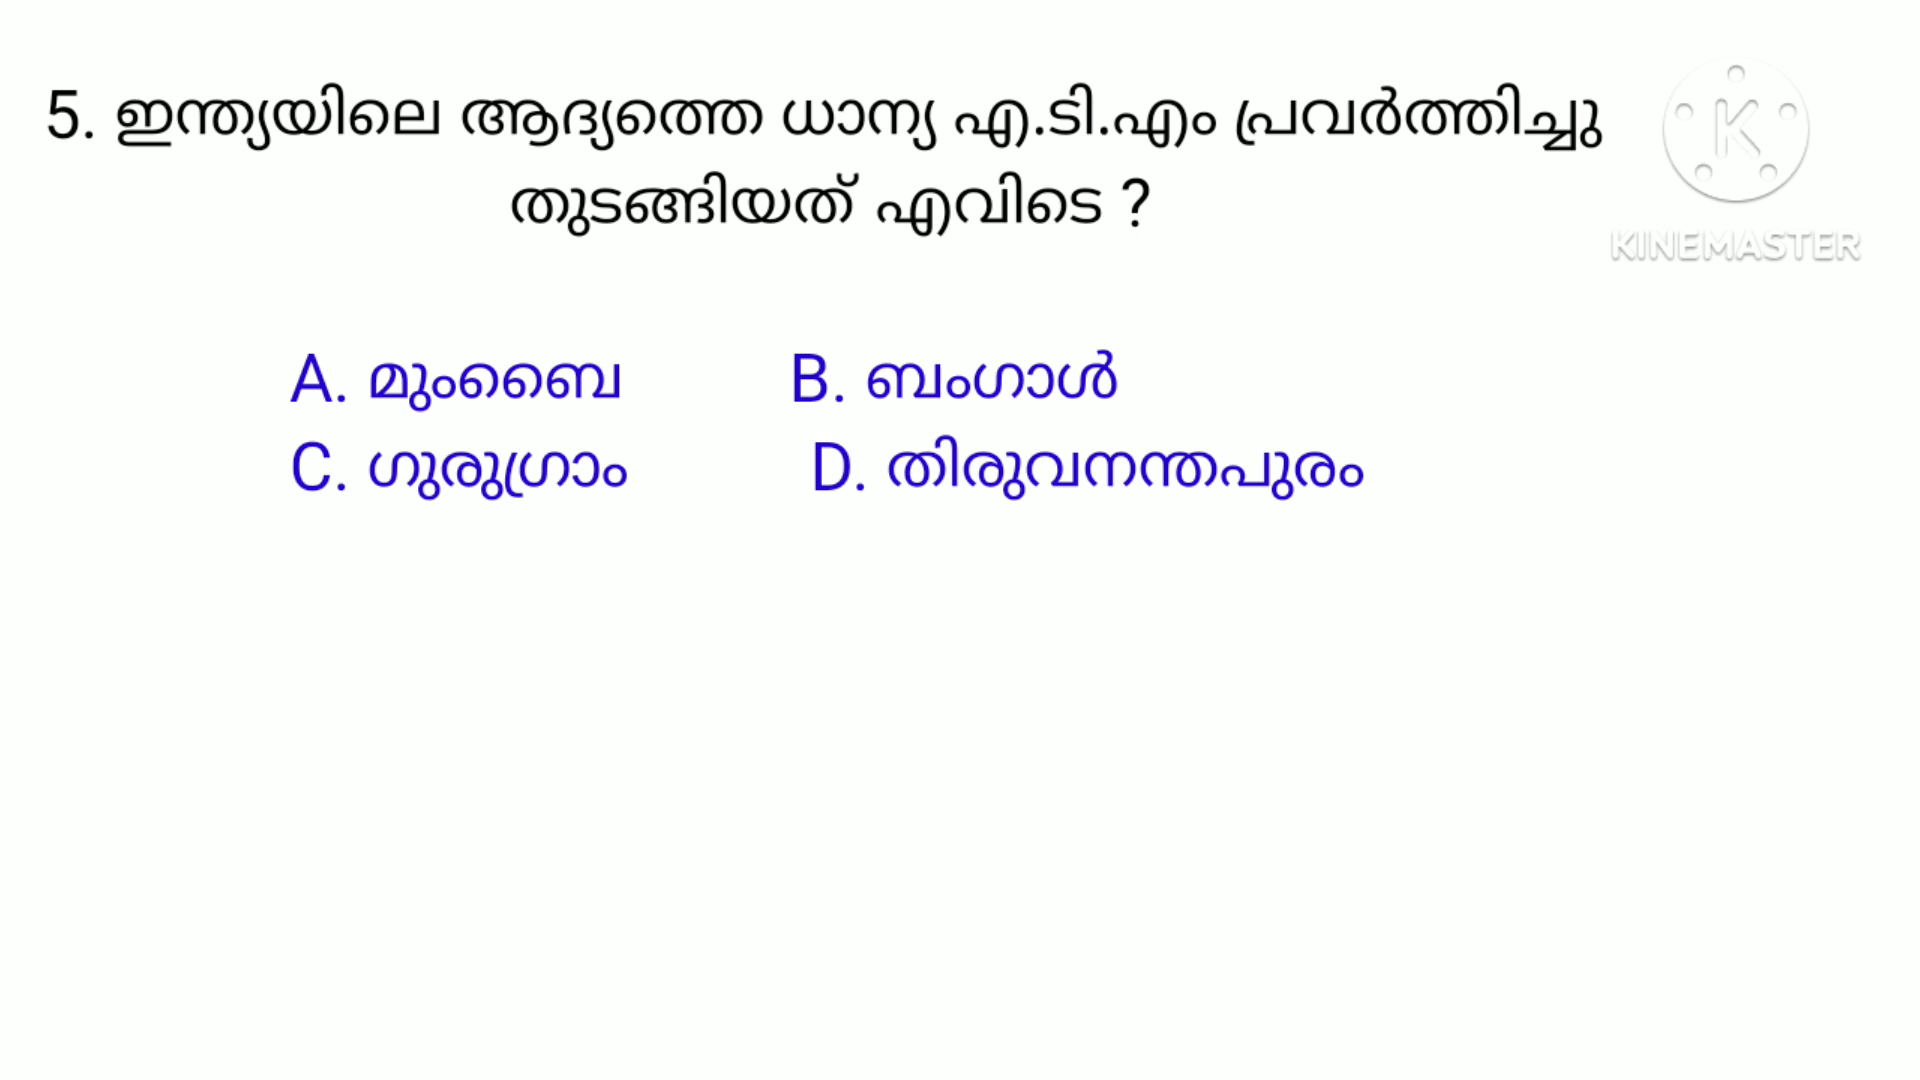 5. ഇന്ത്യയിലെ ആദ്യത്തെ ധാന്യ എ.ടി.എം പ്രവർത്തിച്ചു
തുടങ്ങിയത് എവിടെ ?
KINEMASTER
A. മുംബൈ B. ബംഗാൾ
C. ഗുരുഗ്രാം D. തിരുവനന്തപുരം